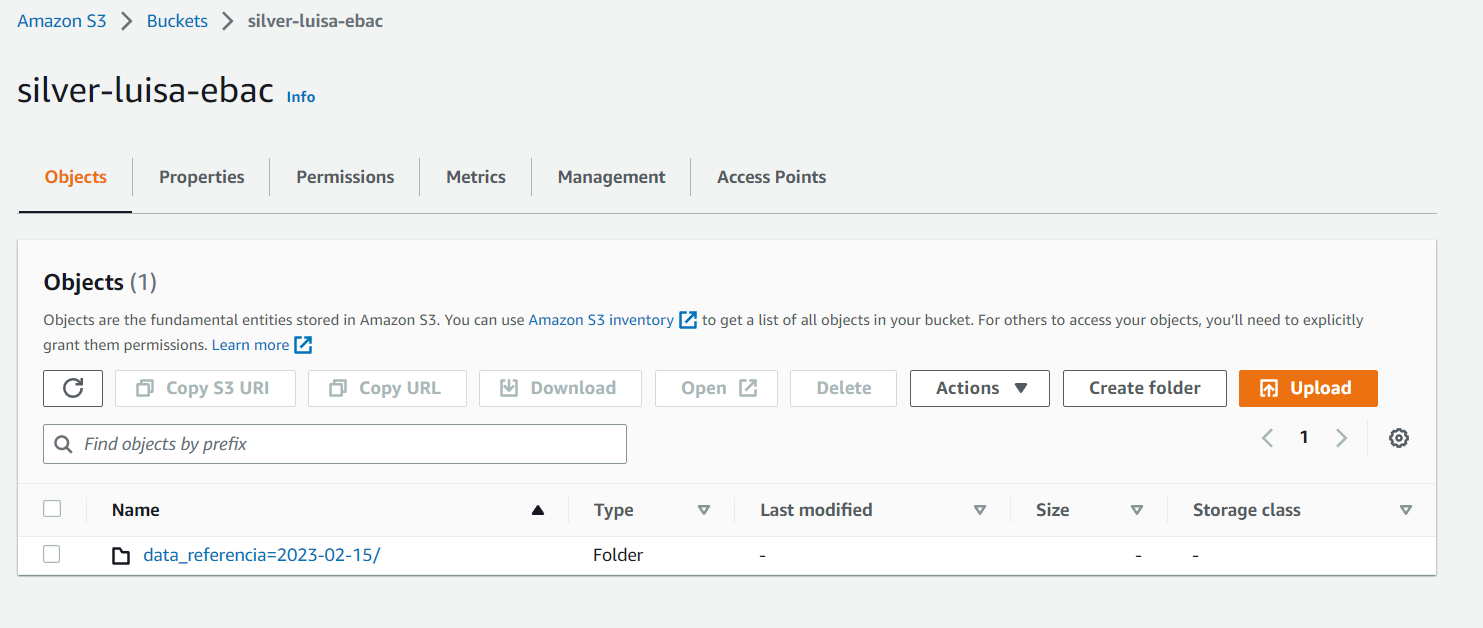 Amazon S3 > Buckets > silver-luisa-ebac
silver-luisa-ebac Info
Objects Properties Permissions Metrics Management Access Points
Objects (1)
Objects are the fundamental entities stored in Amazon S3. You can use Amazon S3 inventory to get a list of all objects in your bucket. For others to access your objects, you'll need to explicitly
grant them permissions. Learn more
Copy S3 URI Copy URL Download Open Delete Actions Create folder Upload
Find objects by prefix 1
Name Type Last modified Size Storage class
data_referencia=2023-02-15/ Folder - - -